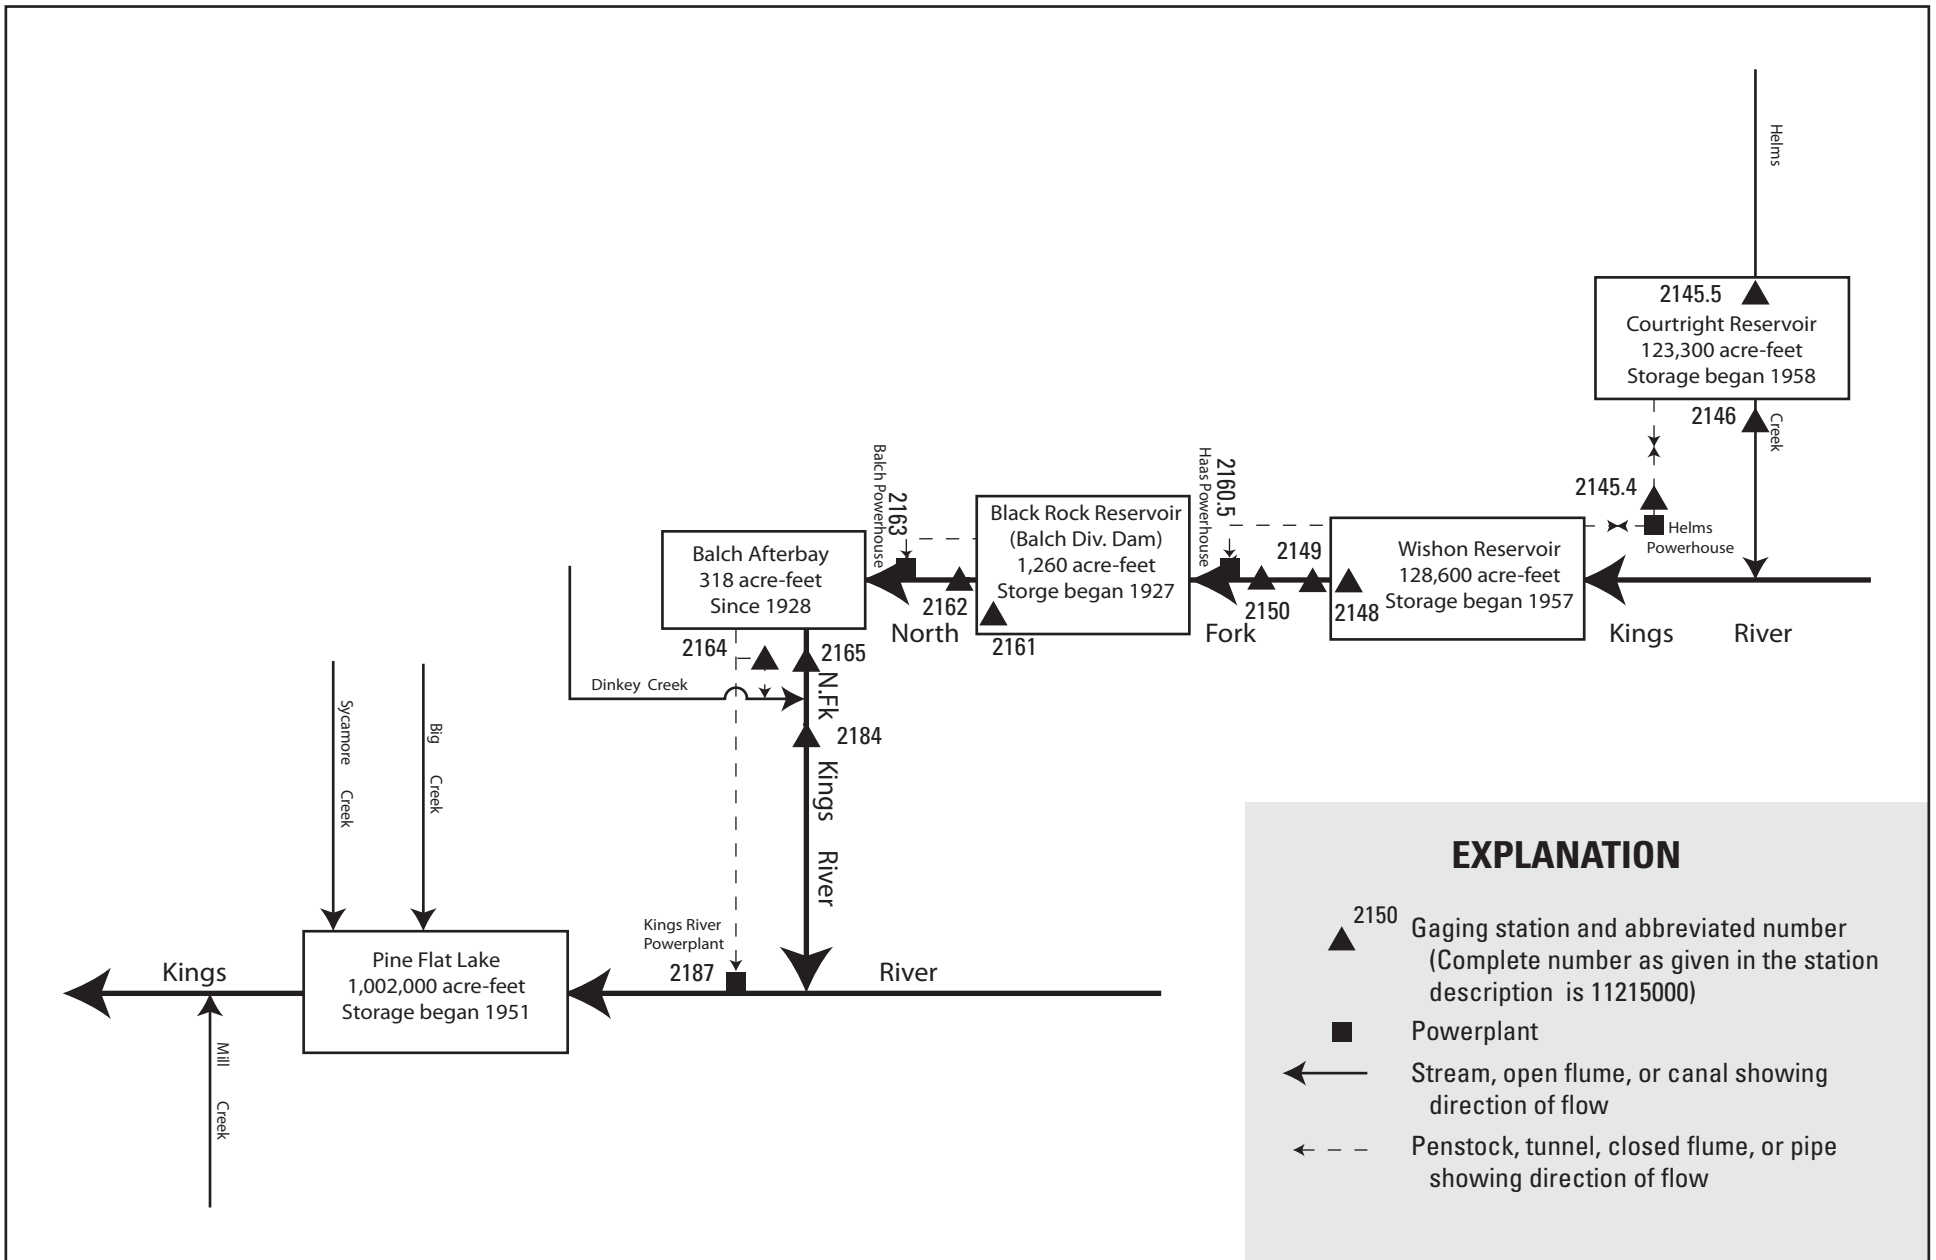 Helms
2145.5
Courtright Reservoir
123,300 acre-feet
Storage began 1958
2146
Creek
2145.4
Helms
Powerhouse
Balch Powerhouse
2163
Haas Powerhouse
2160.5
Black Rock Reservoir
(Balch Div. Dam)
1,260 acre-feet
Storge began 1927
2149
Wishon Reservoir
128,600 acre-feet
Storage began 1957
Balch Afterbay
318 acre-feet
Since 1928
2162
2161
2150
2148
North
Fork
Kings
River
2164
2165
Dinkey Creek
N.Fk
2184
Kings
River
Sycamore
Creek
Big
Creek
Kings River
Powerplant
2187
Kings
Pine Flat Lake
1,002,000 acre-feet
Storage began 1951
River
Mill
Creek
EXPLANATION
2150
Gaging station and abbreviated number
(Complete number as given in the station
description is 11215000)
Powerplant
Stream, open flume, or canal showing
direction of flow
Penstock, tunnel, closed flume, or pipe
showing direction of flow